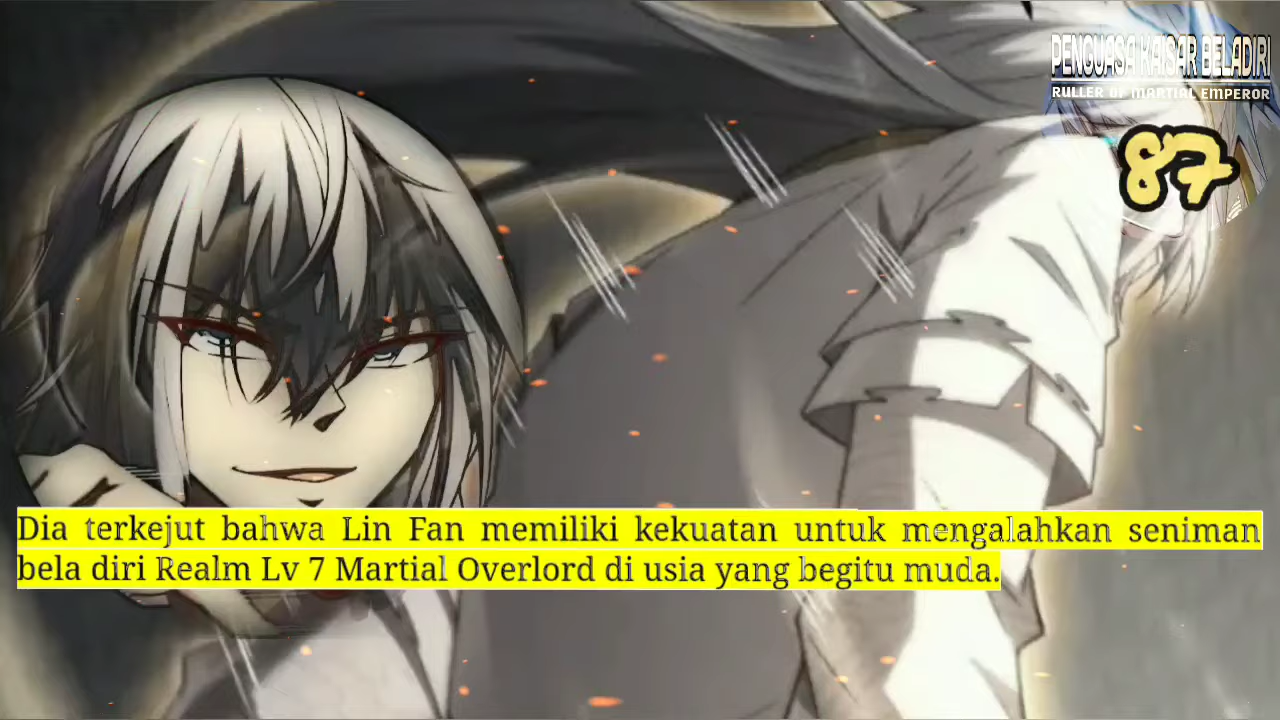 PENGUASA KAISAR BELADIRI
RULLER OF MARTIAL EMPEROR
87
Dia terkejut bahwa Lin Fan memiliki kekuatan untuk mengalahkan seniman
bela diri Realm Lv 7 Martial Overlord di usia yang begitu muda.